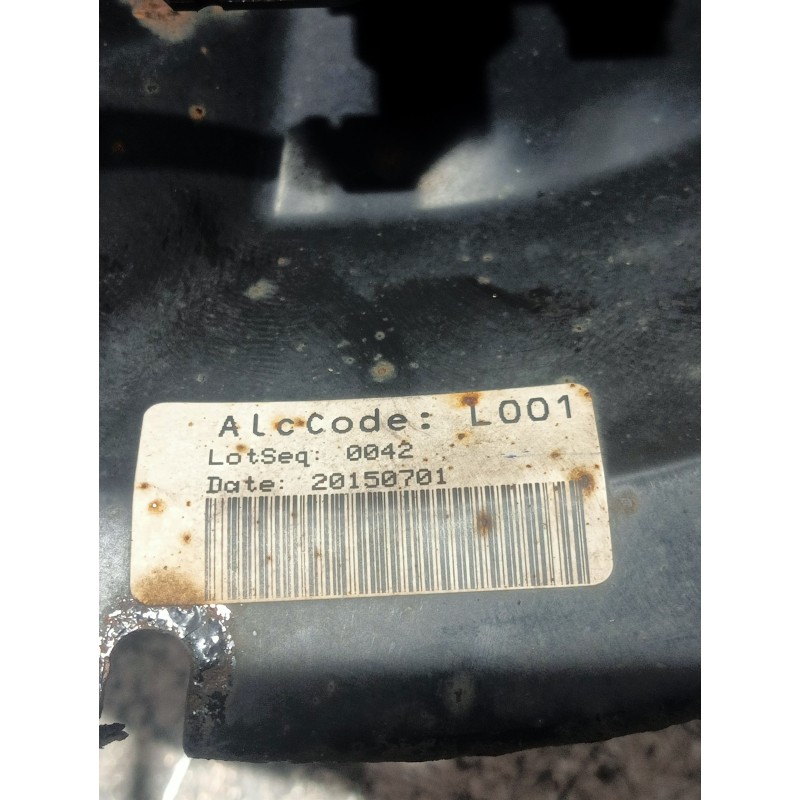 AlcCode: L001
LotSeq: 0042
Date: 20150701